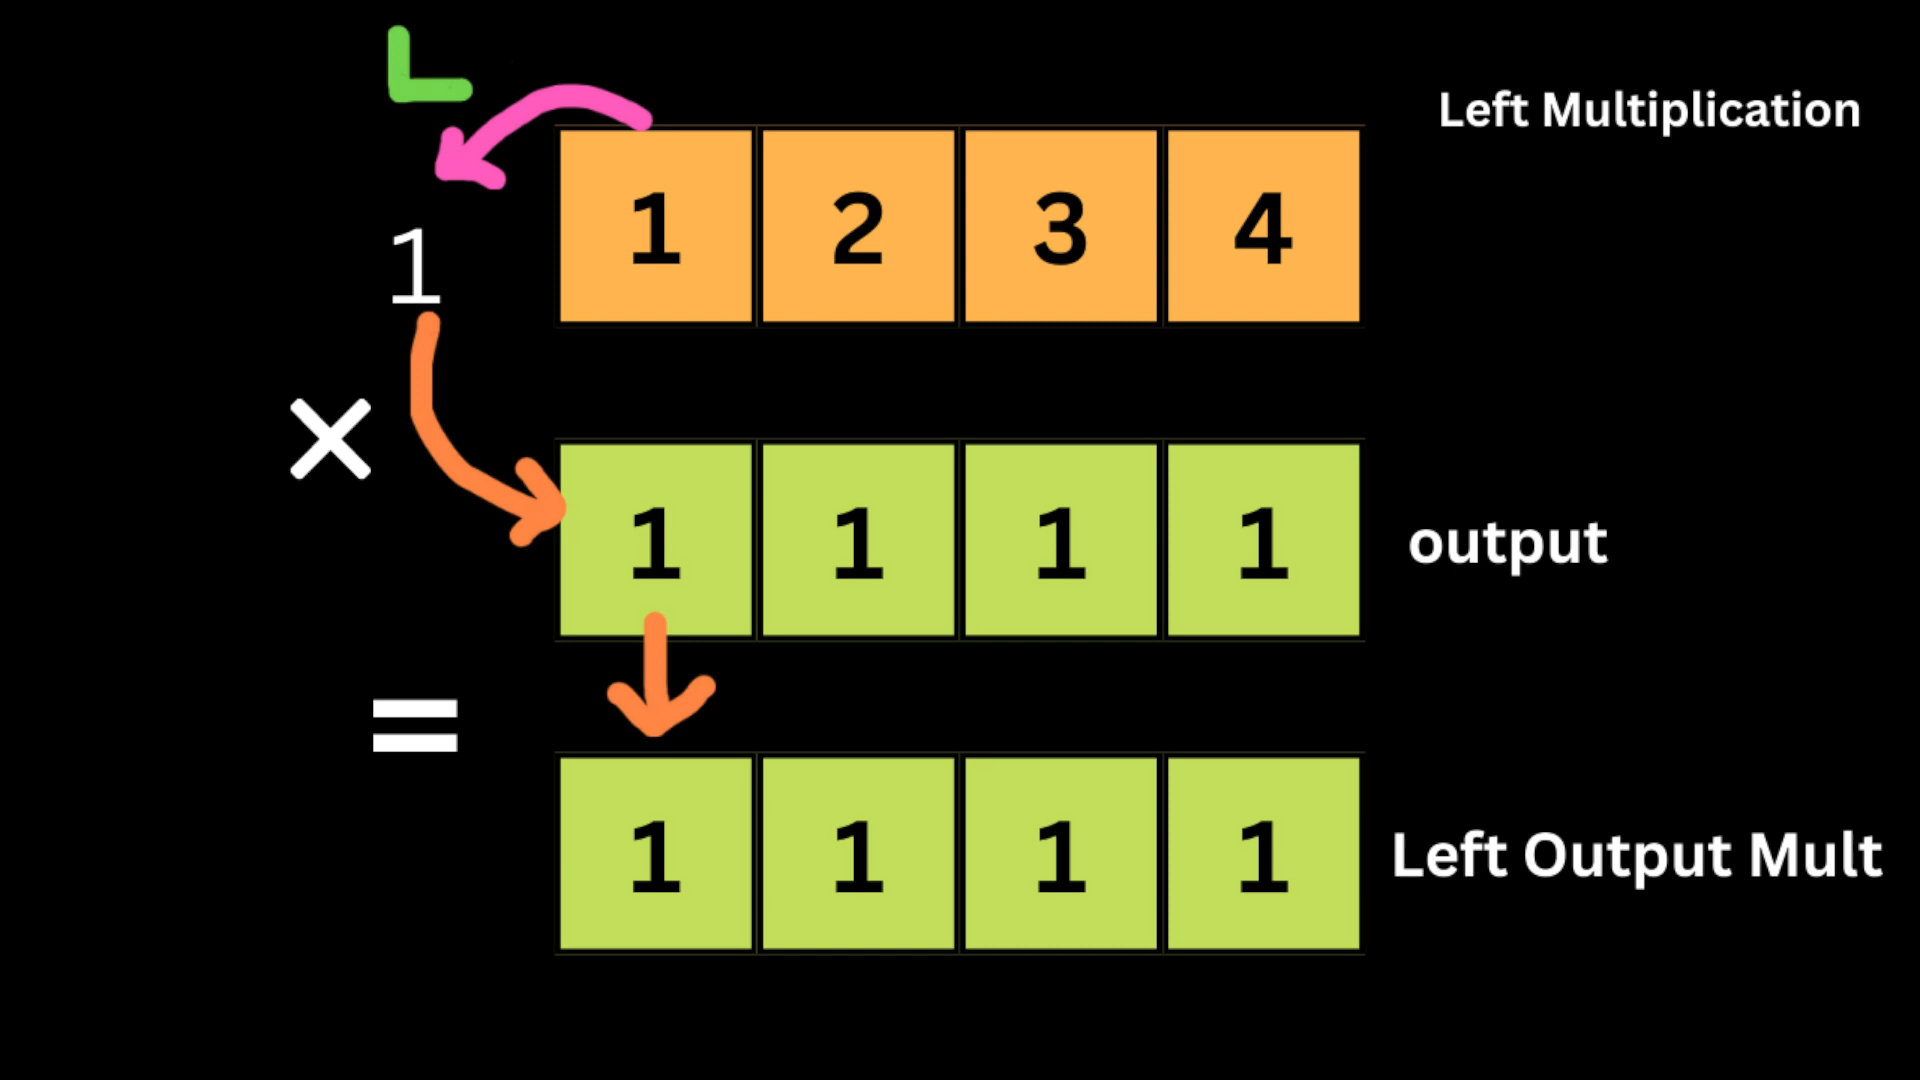 L
Left Multiplication
1 2 3 4
1
×
1 1 1 1 output
=
1 1 1 1 Left Output Mult